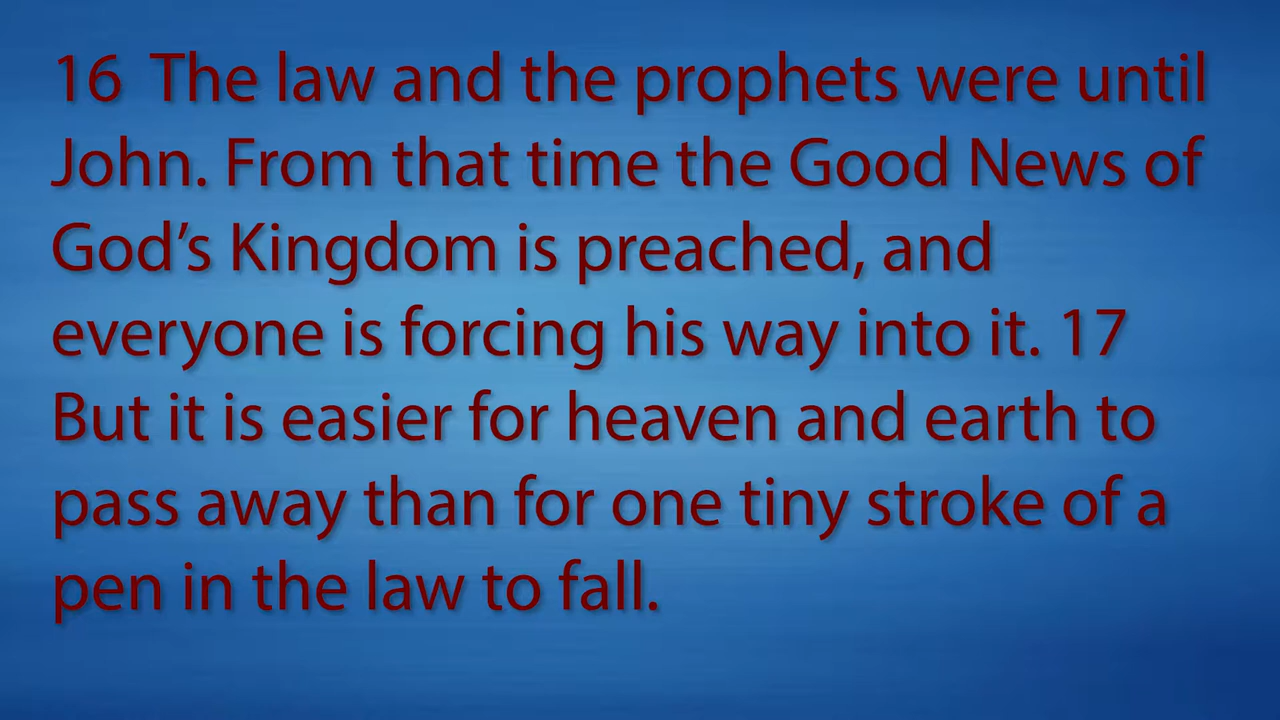 16  The law and the prophets were until
John. From that time the Good News of
God’s Kingdom is preached, and
everyone is forcing his way into it. 17
But it is easier for heaven and earth to
pass away than for one tiny stroke of a
pen in the law to fall.